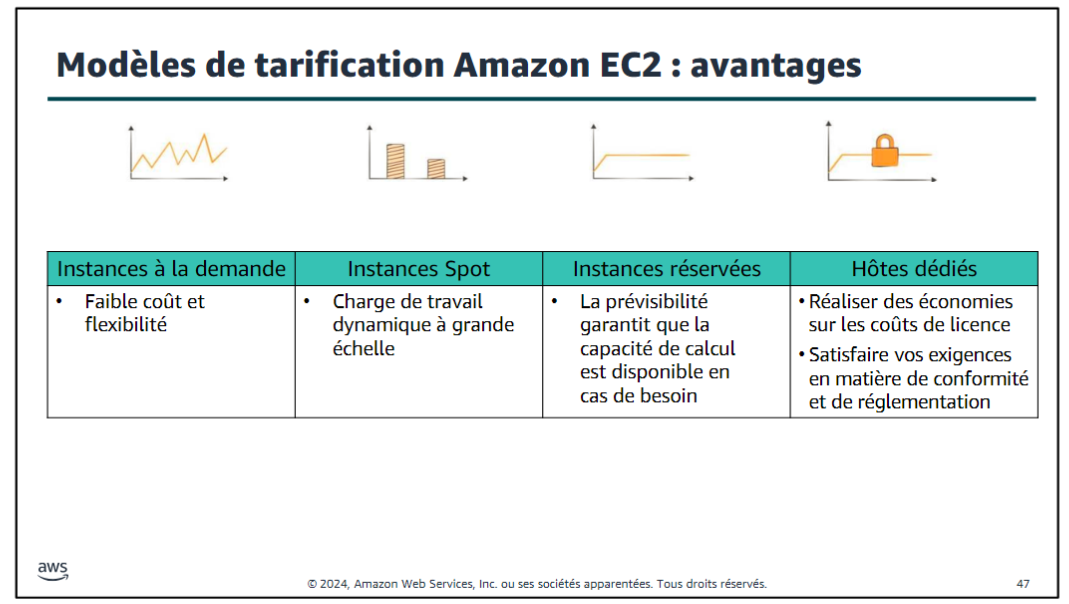 Modèles de tarification Amazon EC2 : avantages
Instances à la demande
Instances Spot
Instances réservées
Hôtes dédiés
• Faible coût et
flexibilité
• Charge de travail
dynamique à grande
échelle
• La prévisibilité
garantit que la
capacité de calcul
est disponible en
cas de besoin
• Réaliser des économies
sur les coûts de licence
• Satisfaire vos exigences
en matière de conformité
et de réglementation
aws
© 2024, Amazon Web Services, Inc. ou ses sociétés apparentées. Tous droits réservés.
47